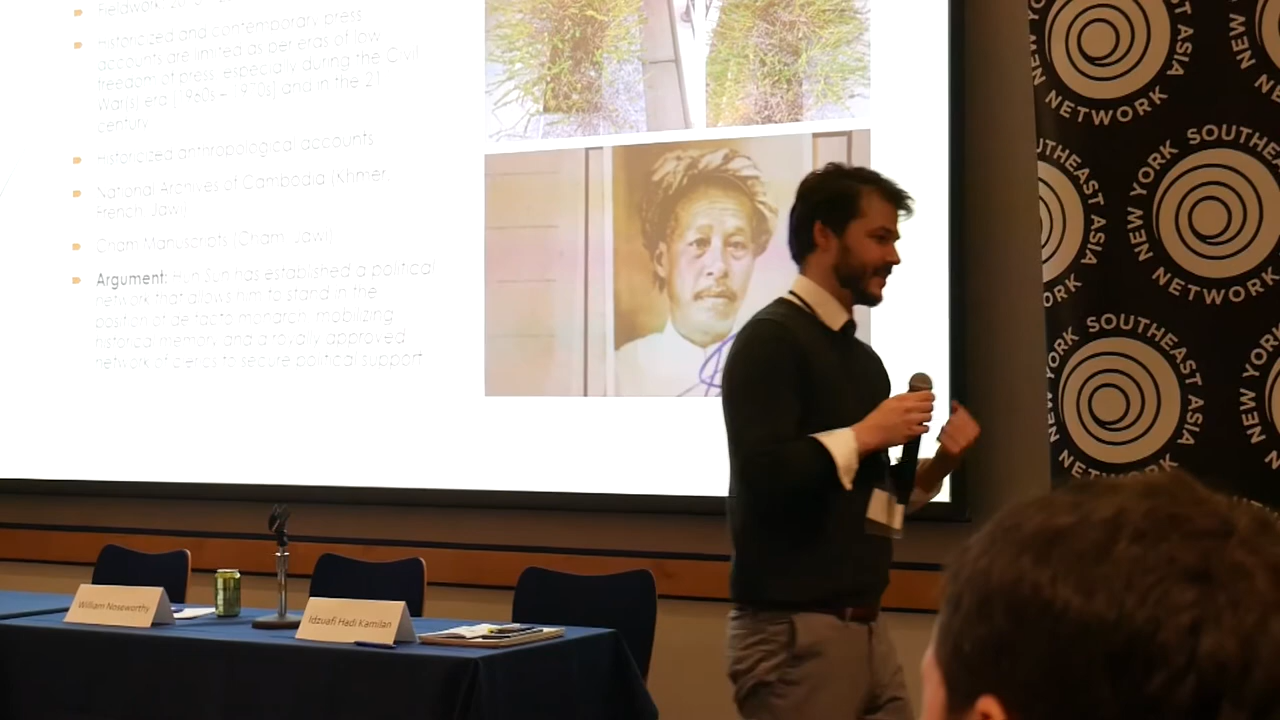 Fieldwork:
Historicized and contemporary press
accounts are limited as per eras of low
freedom of press, especially during the Civil
War(s) era [1960s – 1970s] and in the 21
century.
Historicized anthropological accounts
National Archives of Cambodia (Khmer,
French, Jawi)
Cham Manuscripts (Cham, Jawi)
Argument: Hun Sun has established a political
network that allows him to stand in the
position of de facto monarch, mobilizing
historical memory and a royally approved
network of clerics to secure political support
William Noseworthy
Idzuafi Hadi Kamilan
NEW YORK SOUTHEAST ASIA NETWORK
NEW YORK SOUTHEAST ASIA NETWORK
NEW YORK SOUTHEAST ASIA NETWORK